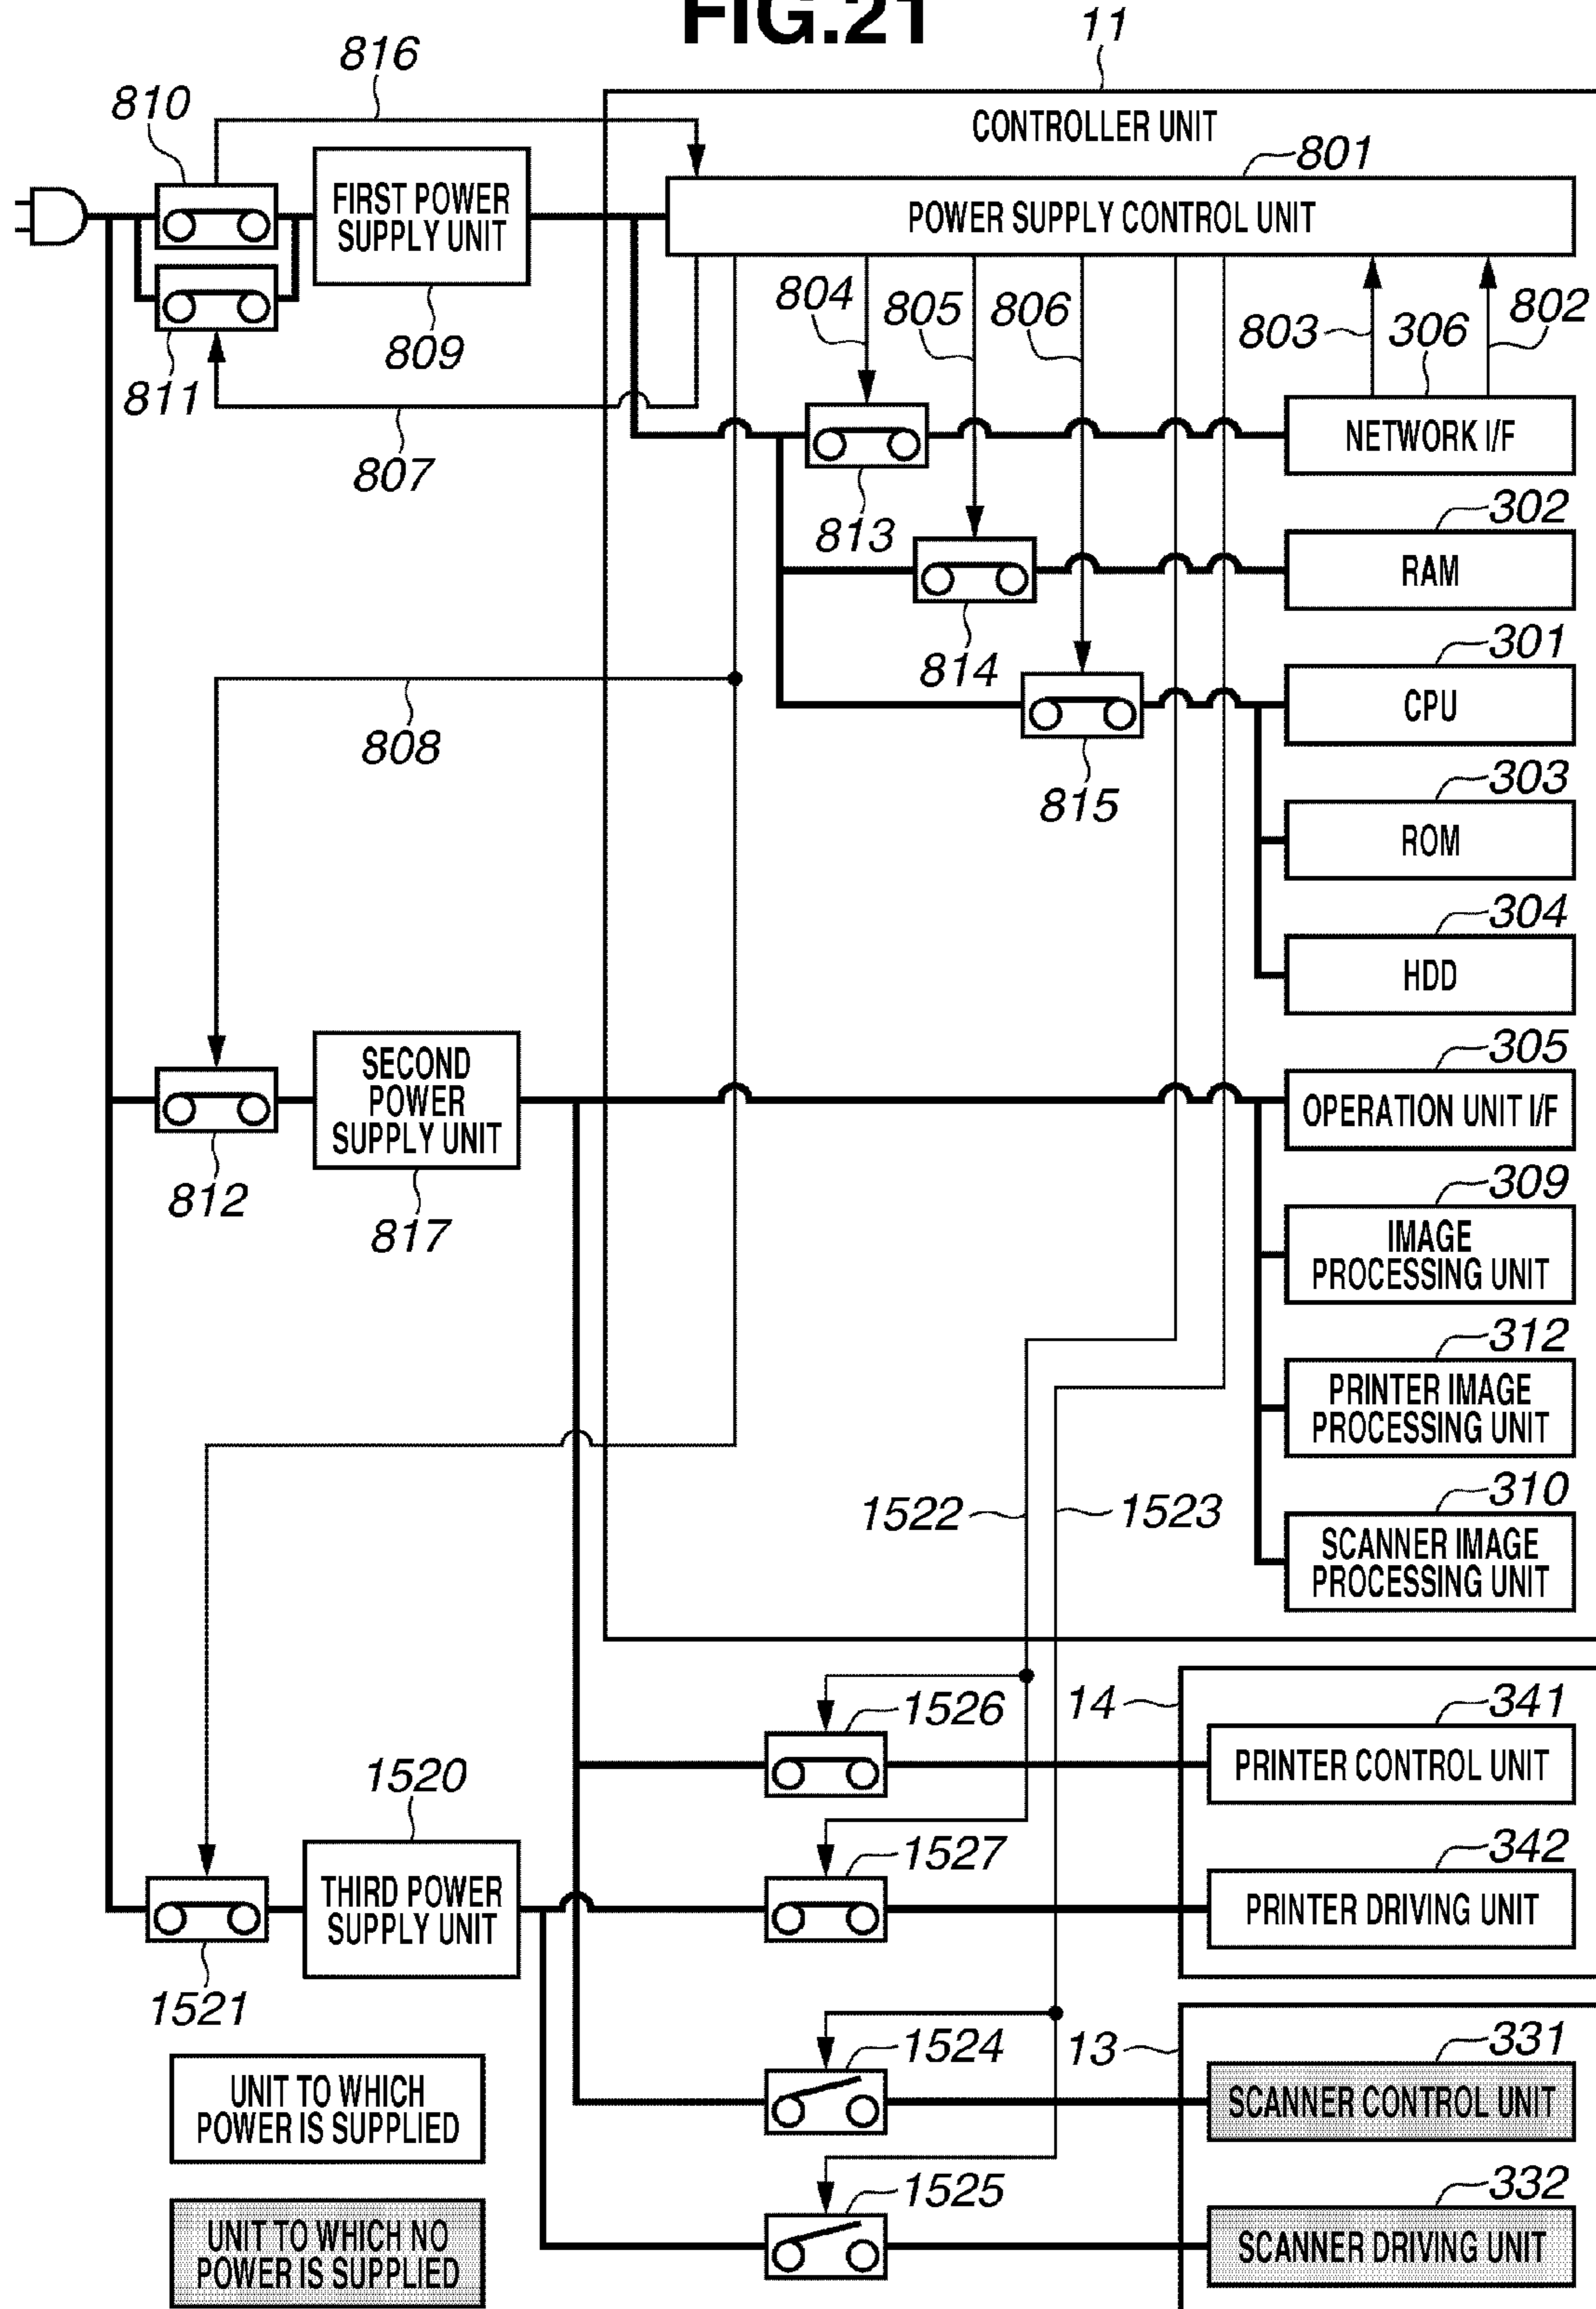 FIG.21
11
816
810
CONTROLLER UNIT
801
FIRST POWER
SUPPLY UNIT
POWER SUPPLY CONTROL UNIT
804
805
806
803
306
802
809
811
NETWORK I/F
807
813
302
RAM
814
301
CPU
808
815
303
ROM
304
HDD
305
SECOND
POWER
SUPPLY UNIT
OPERATION UNIT I/F
812
817
309
IMAGE
PROCESSING UNIT
312
PRINTER IMAGE
PROCESSING UNIT
1522
1523
310
SCANNER IMAGE
PROCESSING UNIT
1526
14
341
PRINTER CONTROL UNIT
1520
1527
342
THIRD POWER
SUPPLY UNIT
PRINTER DRIVING UNIT
1521
1524
13
331
UNIT TO WHICH
POWER IS SUPPLIED
SCANNER CONTROL UNIT
1525
332
UNIT TO WHICH NO
POWER IS SUPPLIED
SCANNER DRIVING UNIT